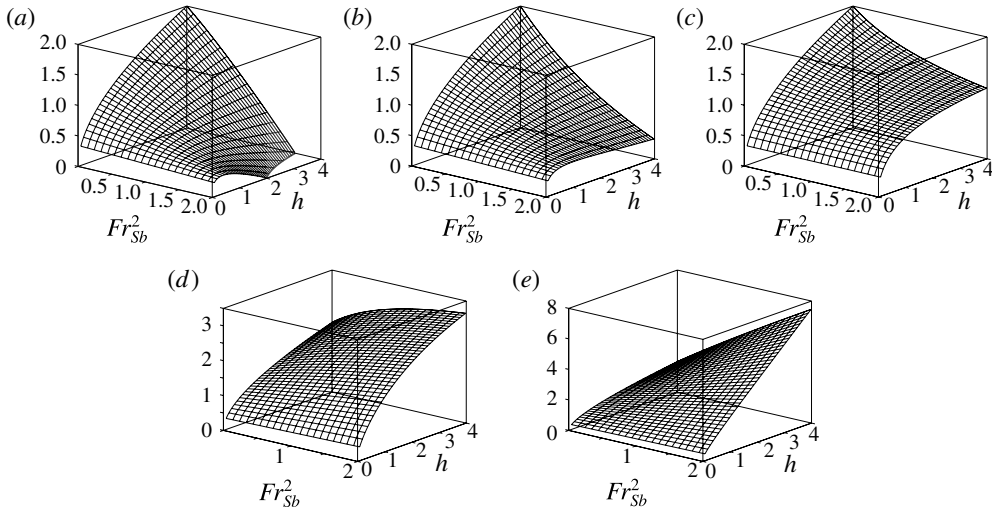 (a) (b) (c)
2.0 2.0 2.0
1.5 1.5 1.5
1.0 1.0 1.0
0.5 0.5 0.5
0 0 0
0.5 1.0 1.5 2.0 0 1 2 3 4 0.5 1.0 1.5 2.0 0 1 2 3 4 0.5 1.0 1.5 2.0 0 1 2 3 4
h h h
Fr²Sb Fr²Sb Fr²Sb
(d) (e)
3 8
2 6
1 4
0 2
0
1 2 0 1 2 3 4 1 2 0 1 2 3 4
h h
Fr²Sb Fr²Sb